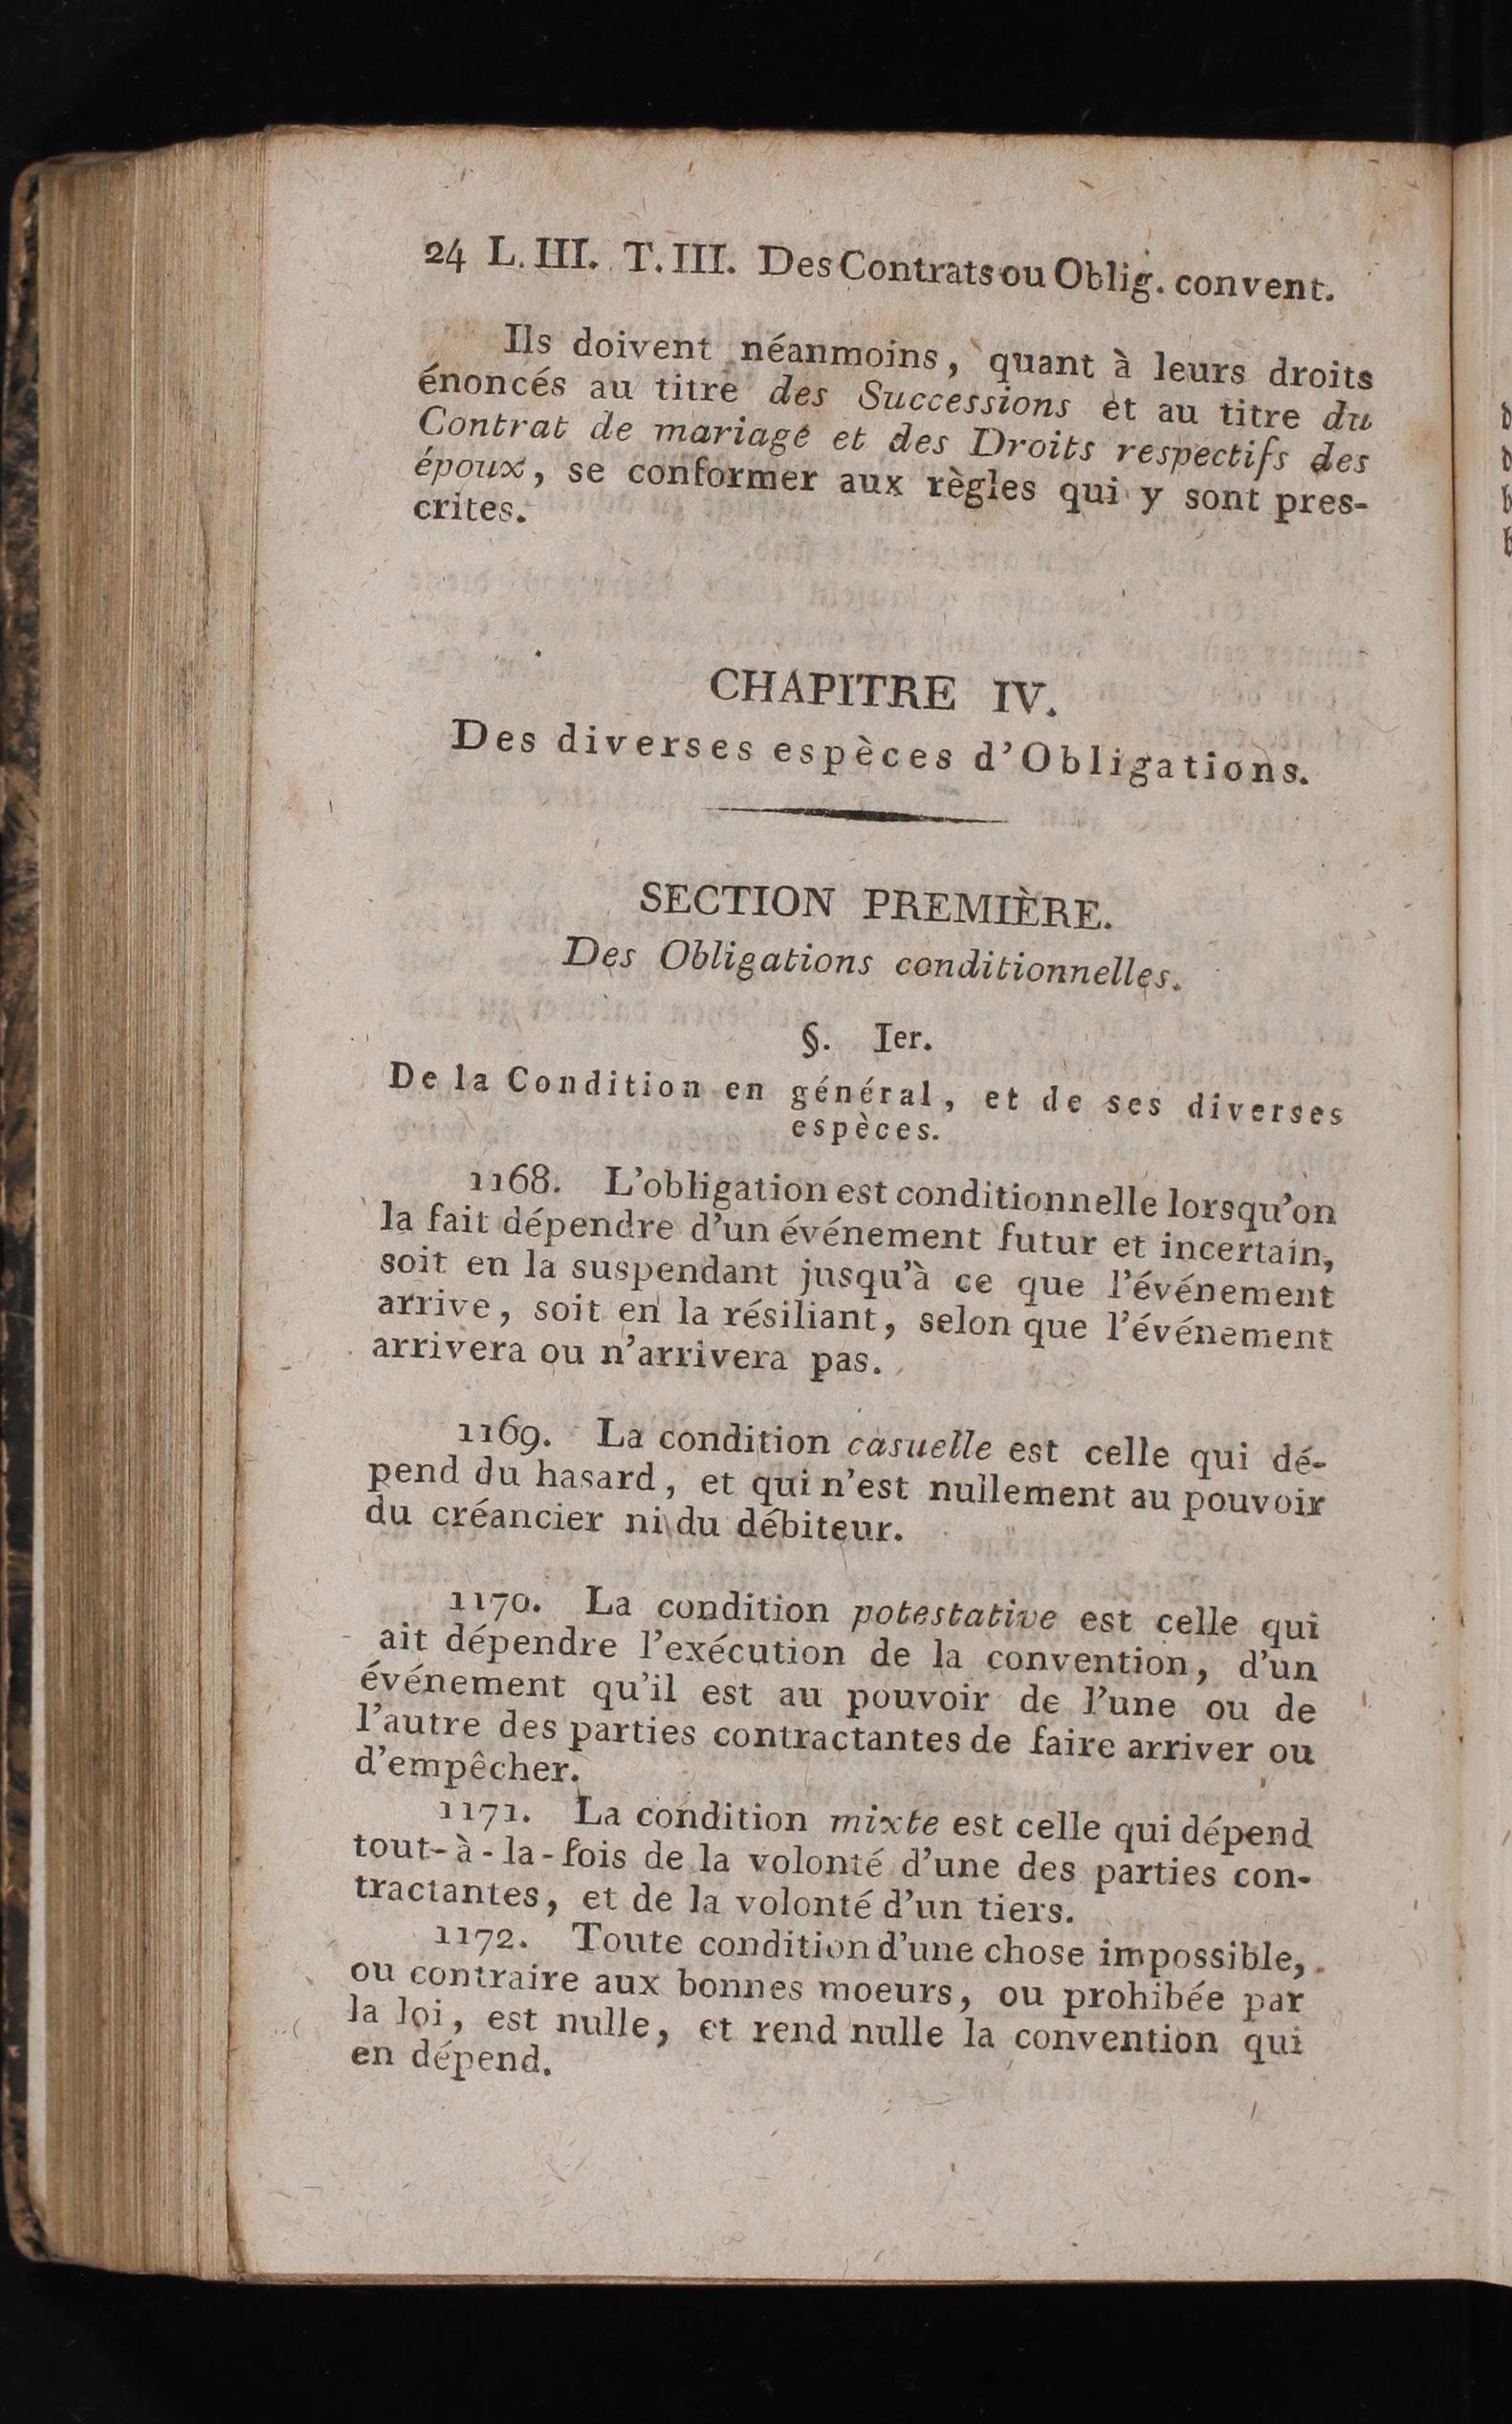 24 L. III. T. III. Des Contrats ou Oblig. convent.
Ils doivent néanmoins, quant à leurs droits
énoncés au titre des Successions et au titre du
Contrat de mariage et des Droits respectifs des
époux, se conformer aux règles qui y sont pres-
crites.
CHAPITRE IV.
Des diverses espèces d'Obligations.
SECTION PREMIÈRE.
Des Obligations conditionnelles.
§. Ier.
De la Condition en général, et de ses diverses
espèces.
1168. L'obligation est conditionnelle lorsqu'on
la fait dépendre d'un événement futur et incertain,
soit en la suspendant jusqu'à ce que l'événement
arrive, soit en la résiliant, selon que l'événement
arrivera ou n'arrivera pas.
1169. La condition casuelle est celle qui dé-
pend du hasard, et qui n'est nullement au pouvoir
du créancier ni du débiteur.
1170. La condition potestative est celle qui
ait dépendre l'exécution de la convention, d'un
événement qu'il est au pouvoir de l'une ou de
l'autre des parties contractantes de faire arriver ou
d'empêcher.
1171. La condition mixte est celle qui dépend
tout-à-la-fois de la volonté d'une des parties con-
tractantes, et de la volonté d'un tiers.
1172. Toute condition d'une chose impossible,
ou contraire aux bonnes moeurs, ou prohibée par
la loi, est nulle, et rend nulle la convention qui
en dépend.